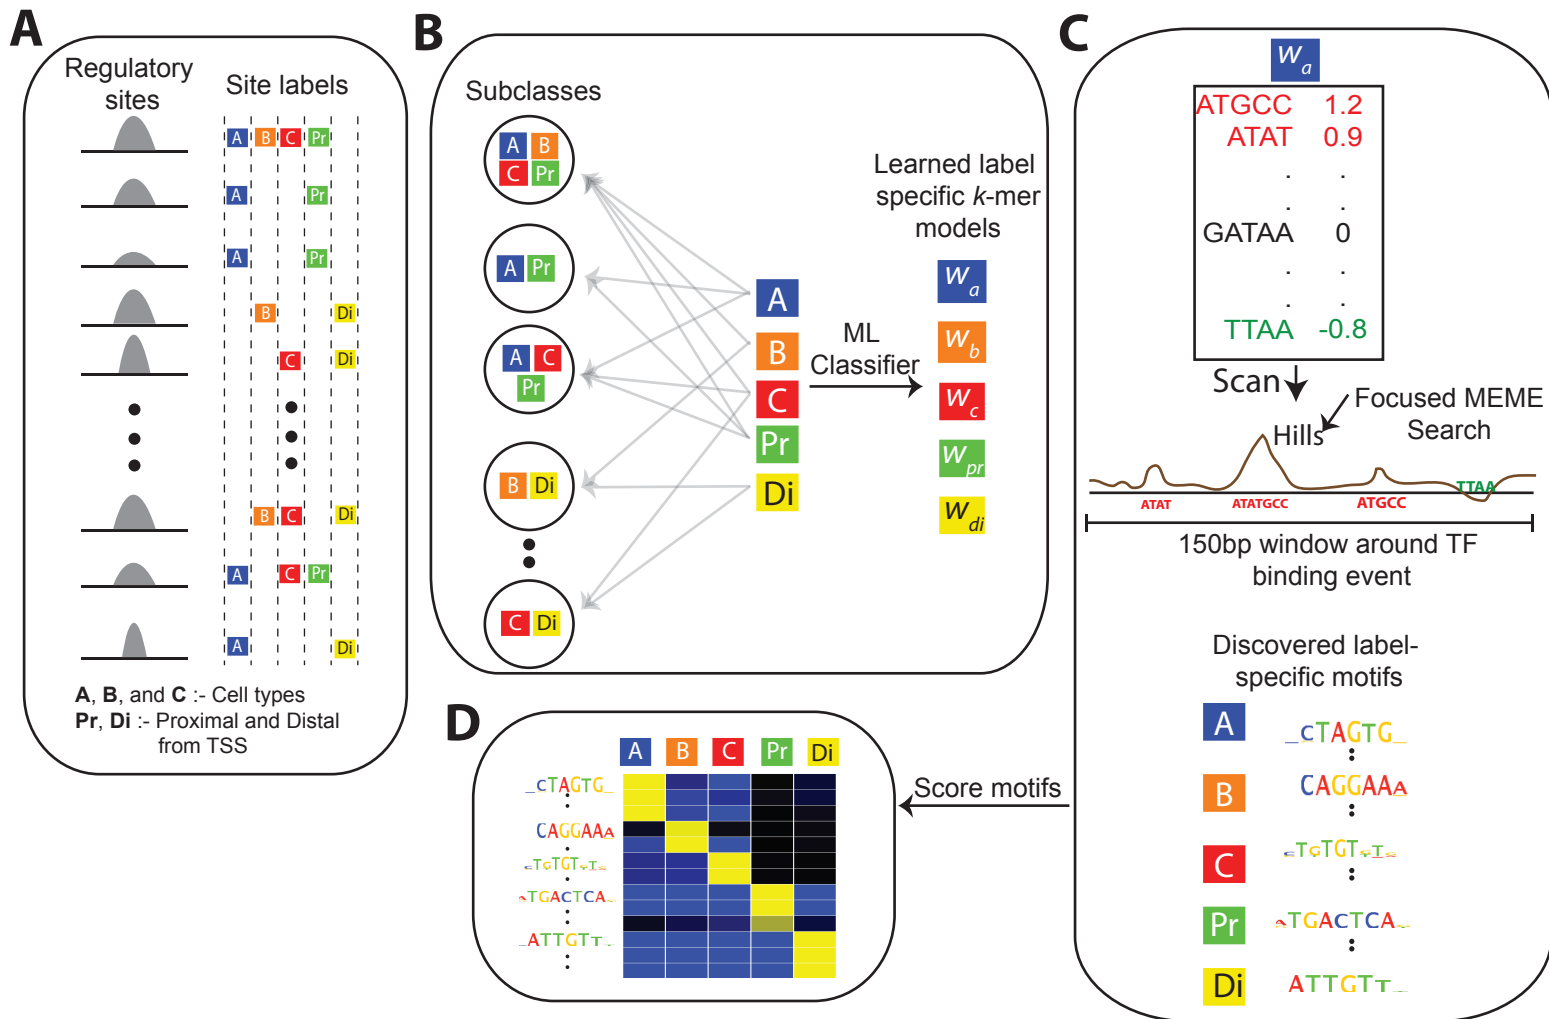 A
Regulatory
sites
Site labels
A B C Pr
A Pr
A Pr
B Di
C Di
B C Di
A C Pr
A Di
A, B, and C :- Cell types
Pr, Di :- Proximal and Distal
from TSS
B
Subclasses
A B
C Pr
A Pr
A C
Pr
B Di
C Di
A
B
C
Pr
Di
ML
Classifier
Learned label
specific k-mer
models
wa
wb
wc
wpr
wdi
C
wa
ATGCC 1.2
ATAT 0.9
. .
. .
GATAA 0
. .
. .
TTAA -0.8
Scan
Hills
Focused MEME
Search
ATAT
ATATGCC
ATGCC
TTAA
150bp window around TF
binding event
Discovered label-
specific motifs
A CTAGTG
B CAGGAAA
C TGTGT
Pr TGACTCA
Di ATTGTT
Score motifs
D
A B C Pr Di
CTAGTG
CAGGAAA
TGTGT
TGACTCA
ATTGTT